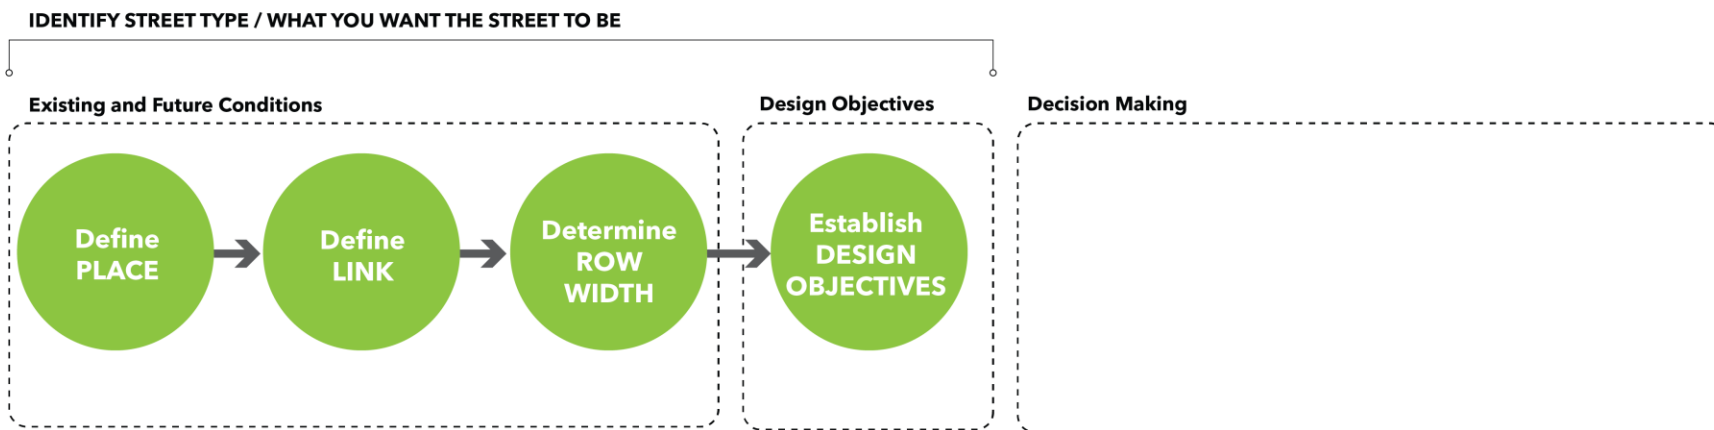 IDENTIFY STREET TYPE / WHAT YOU WANT THE STREET TO BE
Existing and Future Conditions
Design Objectives
Decision Making
Define
PLACE
Define
LINK
Determine
ROW
WIDTH
Establish
DESIGN
OBJECTIVES